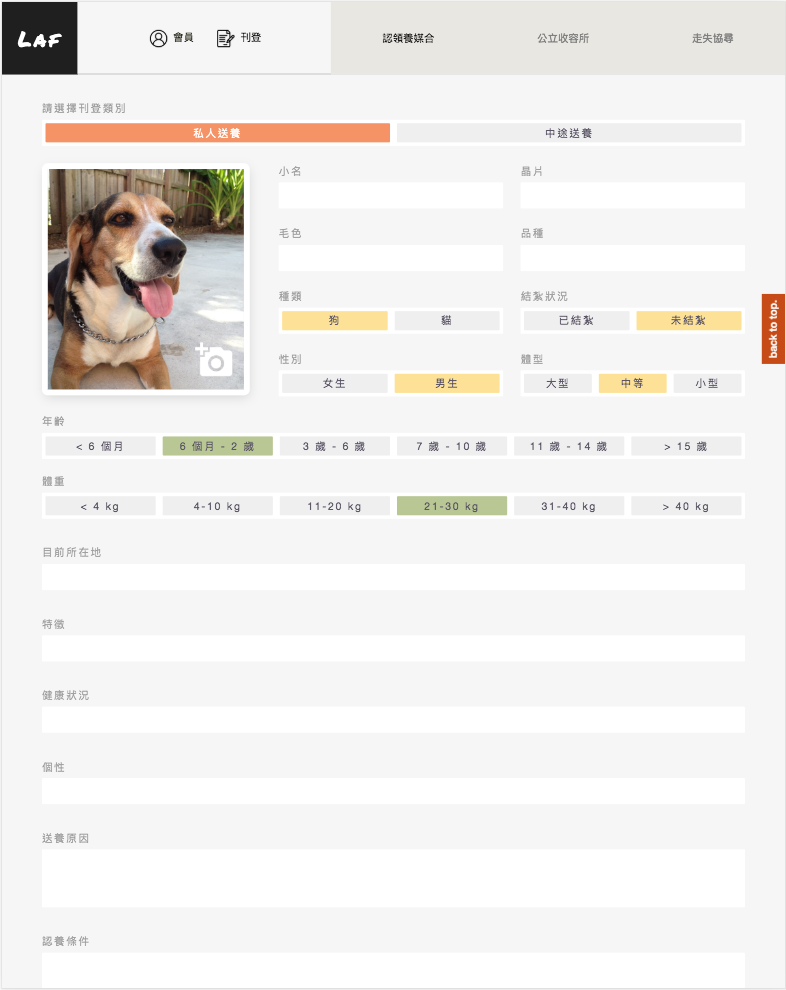 LAF
會員 刊登 認領養媒合 公立收容所 走失協尋
請選擇刊登類別
私人送養 中途送養
小名 晶片
毛色 品種
種類 結紮狀況
狗 貓 已結紮 未結紮
back to top.
性別 體型
女生 男生 大型 中等 小型
年齡
< 6 個月 6 個月 - 2 歲 3 歲 - 6 歲 7 歲 - 10 歲 11 歲 - 14 歲 > 15 歲
體重
< 4 kg 4-10 kg 11-20 kg 21-30 kg 31-40 kg > 40 kg
目前所在地
特徵
健康狀況
個性
送養原因
認養條件